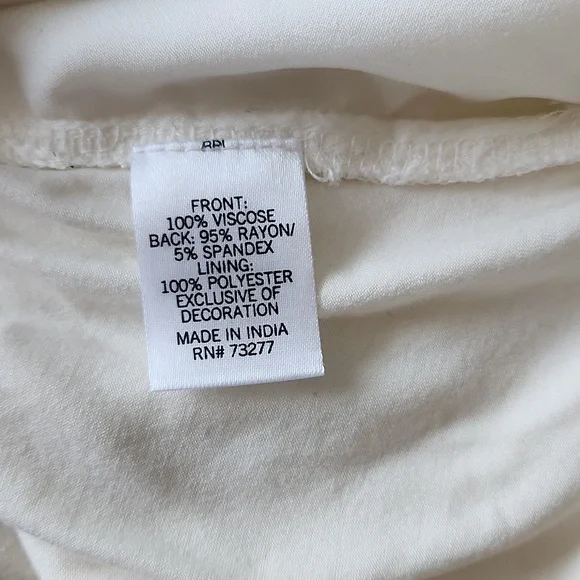 FRONT:
100% VISCOSE
BACK: 95% RAYON/
5% SPANDEX
LINING:
100% POLYESTER
EXCLUSIVE OF
DECORATION
MADE IN INDIA
RN# 73277